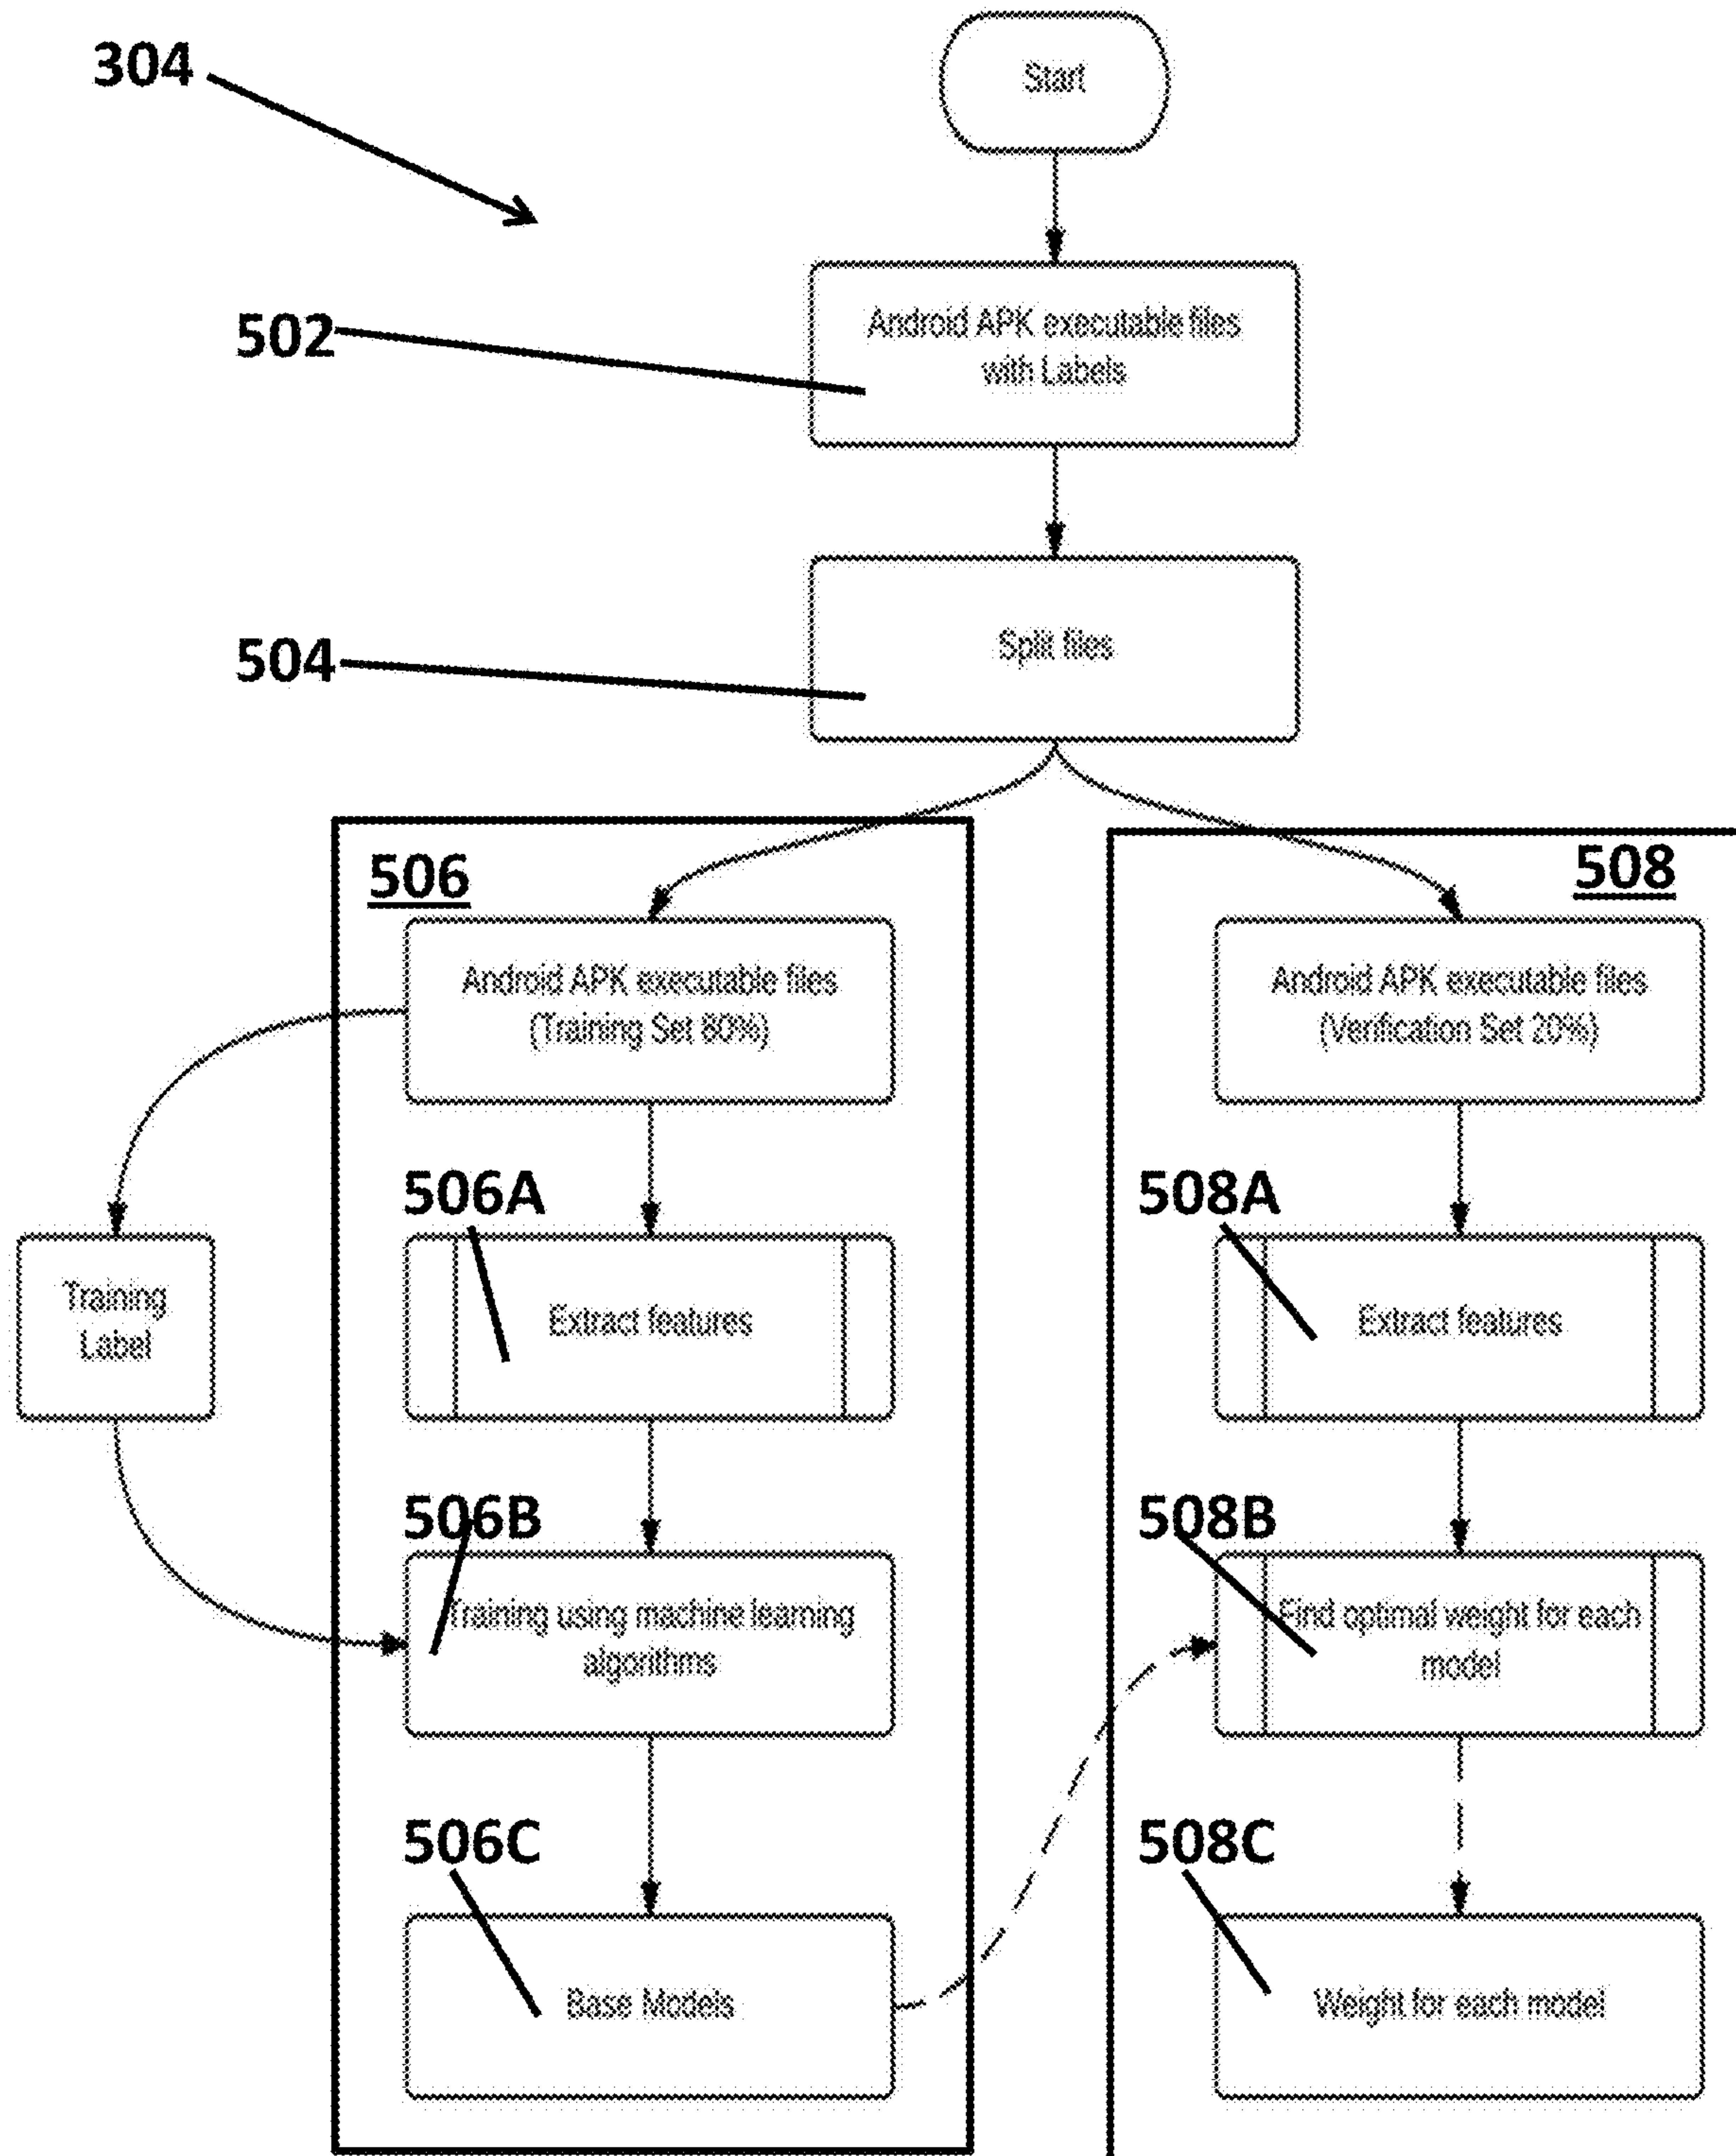 304
Start
502
Android APK executable files
with Labels
504
Split files
506
Android APK executable files
(Training Set 80%)
508
Android APK executable files
(Verification Set 20%)
Training
Label
506A
Extract features
508A
Extract features
506B
Training using machine learning
algorithms
508B
Find optimal weight for each
model
506C
Base Models
508C
Weight for each model